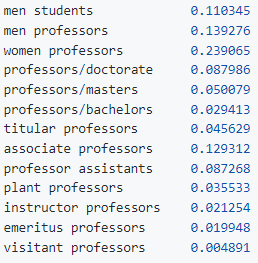 men students 0.110345
men professors 0.139276
women professors 0.239065
professors/doctorate 0.087986
professors/masters 0.050079
professors/bachelors 0.029413
titular professors 0.045629
associate professors 0.129312
professor assistants 0.087268
plant professors 0.035533
instructor professors 0.021254
emeritus professors 0.019948
visitant professors 0.004891